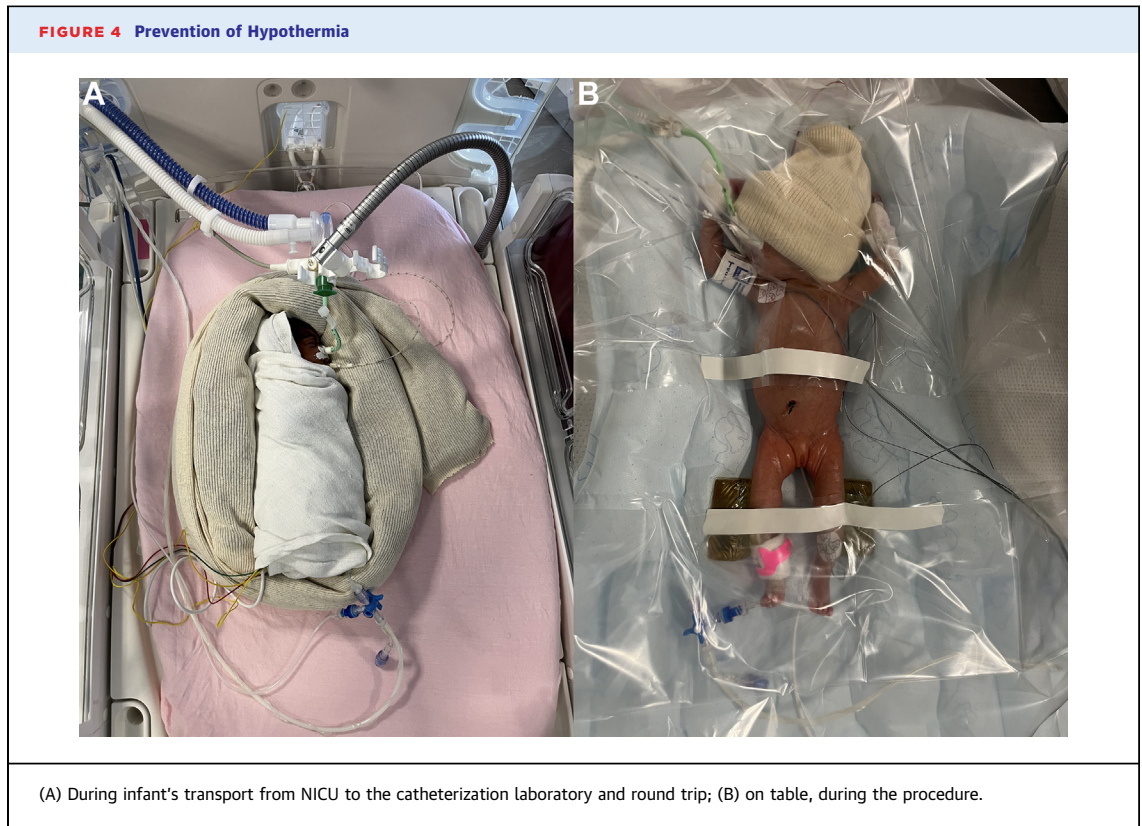 FIGURE 4 Prevention of Hypothermia
A B
(A) During infant's transport from NICU to the catheterization laboratory and round trip; (B) on table, during the procedure.